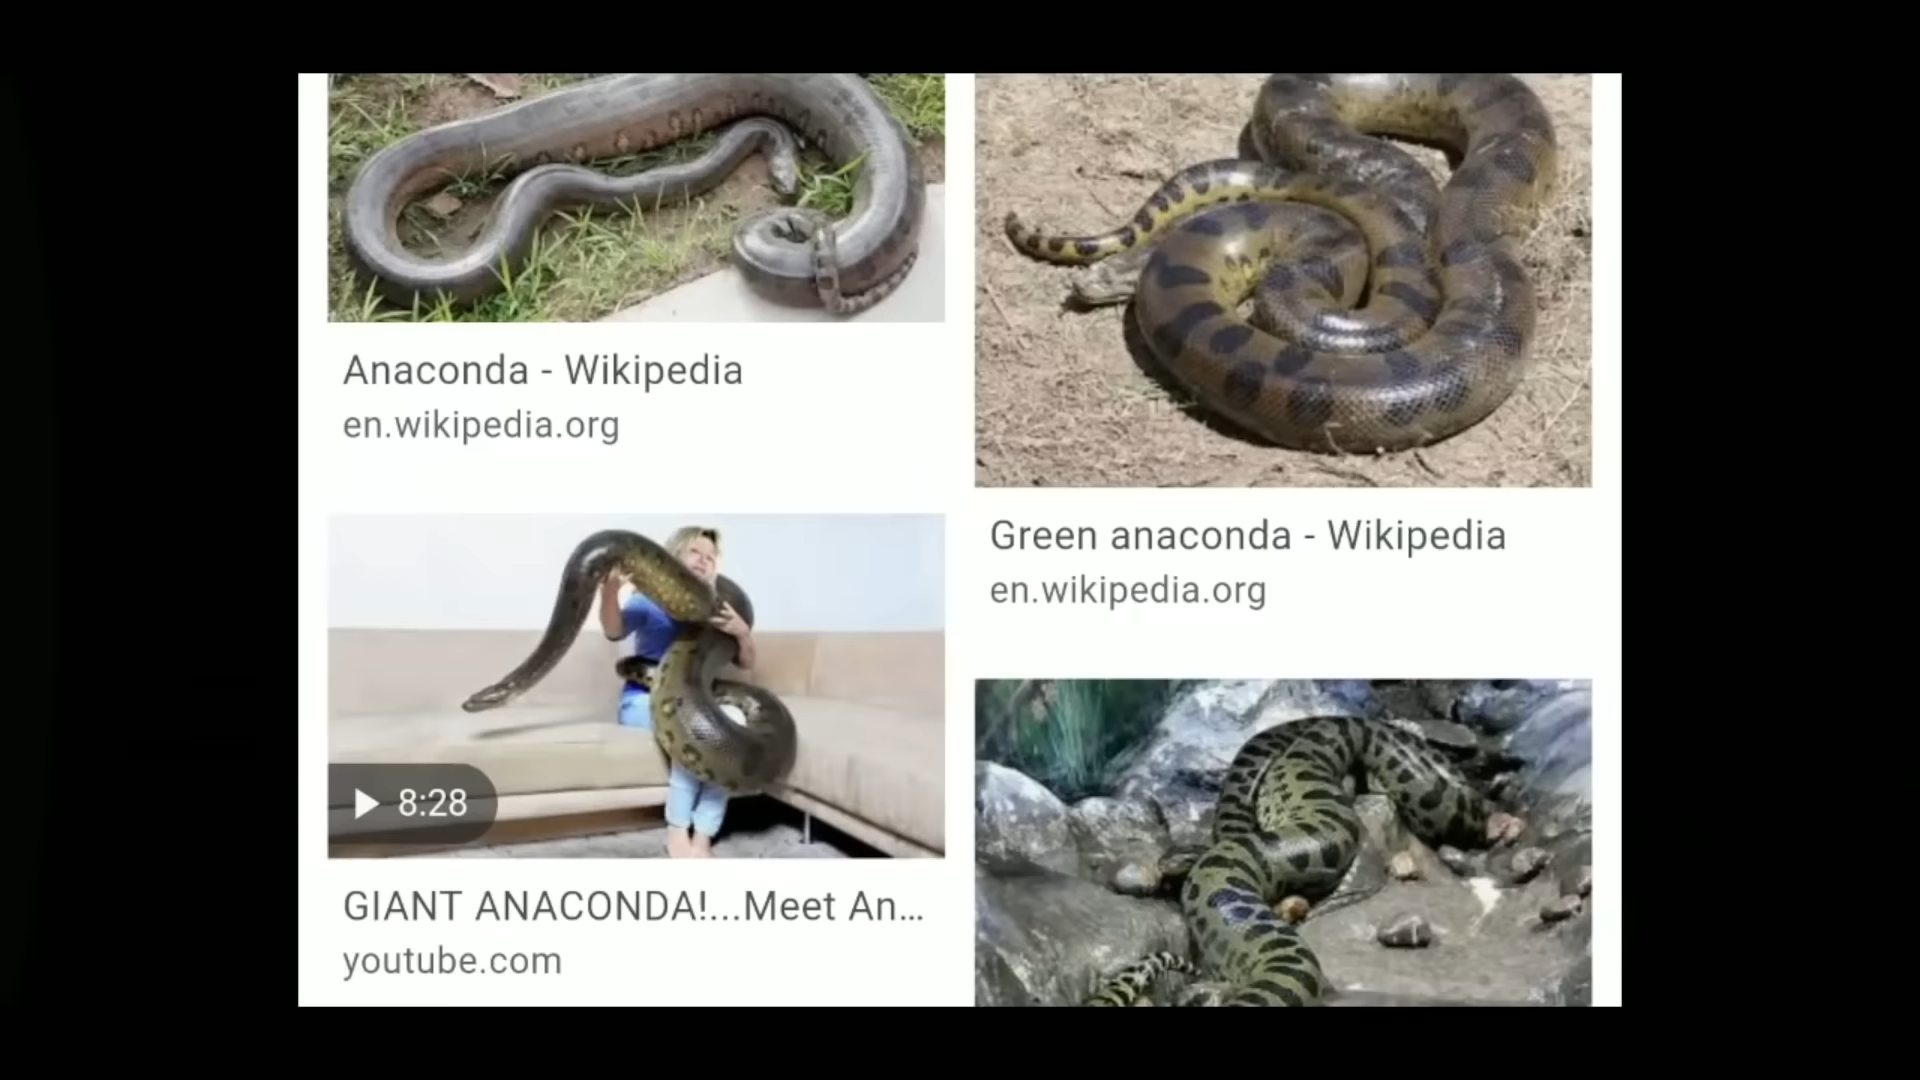 Anaconda - Wikipedia
en.wikipedia.org
Green anaconda - Wikipedia
en.wikipedia.org
8:28
GIANT ANACONDA!...Meet An...
youtube.com